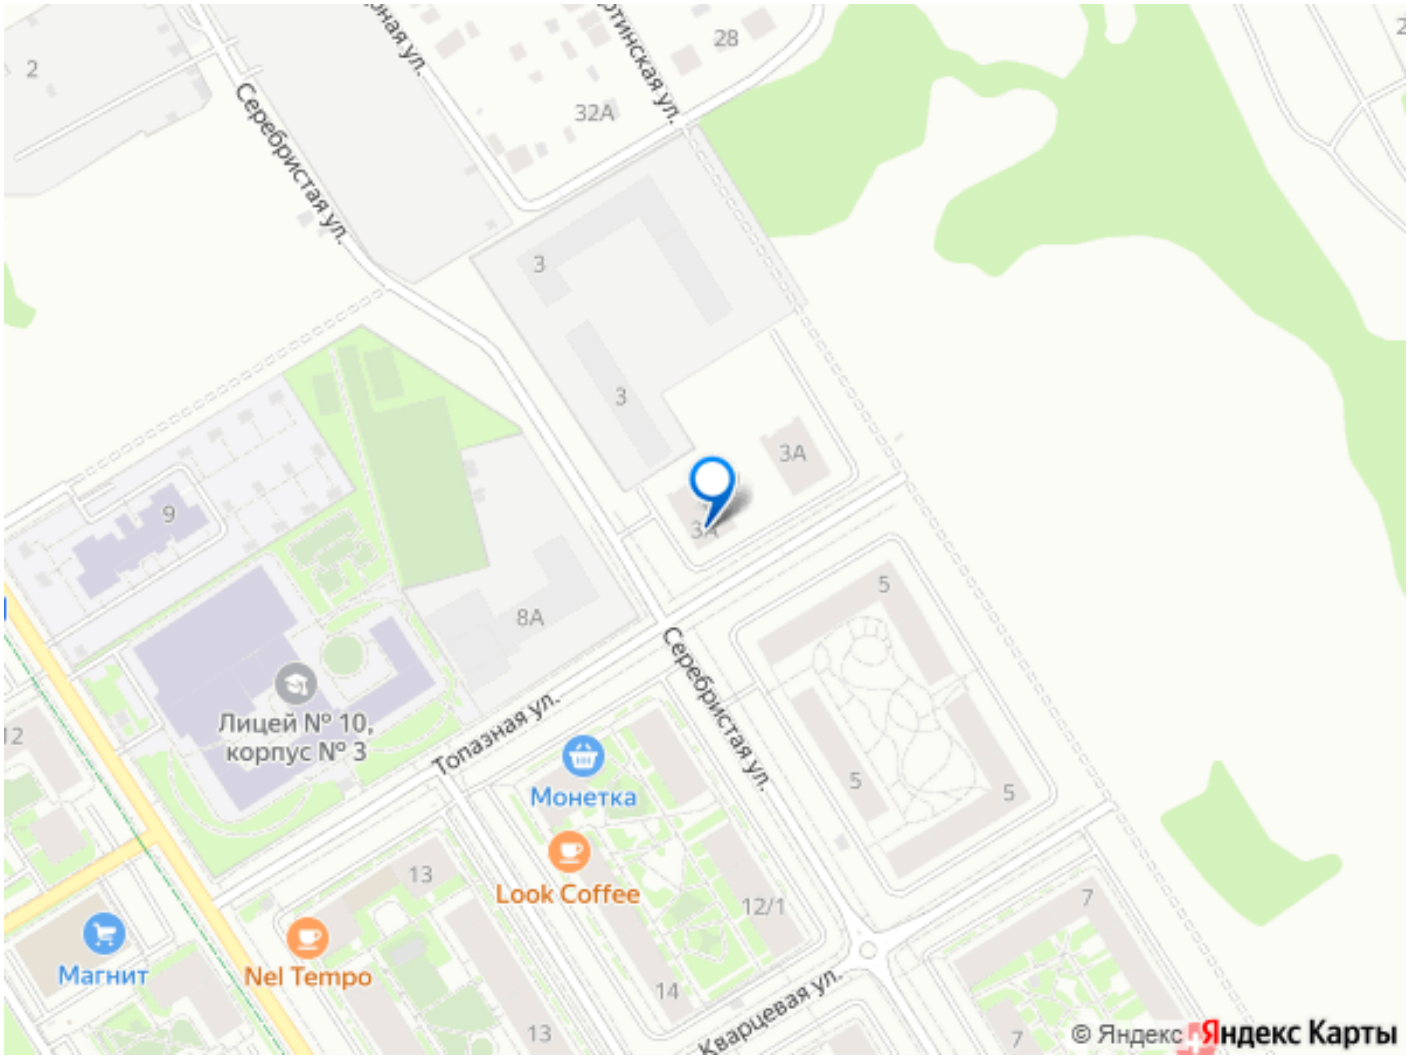 2
28
32А
Серебристая ул.
3
3
3А
3А
9
8А
5
5
5
Лицей № 10,
корпус № 3
12
Топазная ул.
Серебристая ул.
Монетка
Look Coffee
13
12/1
7
Магнит
Nel Tempo
14
13
Кварцевая ул.
7
© Яндекс
Яндекс Карты